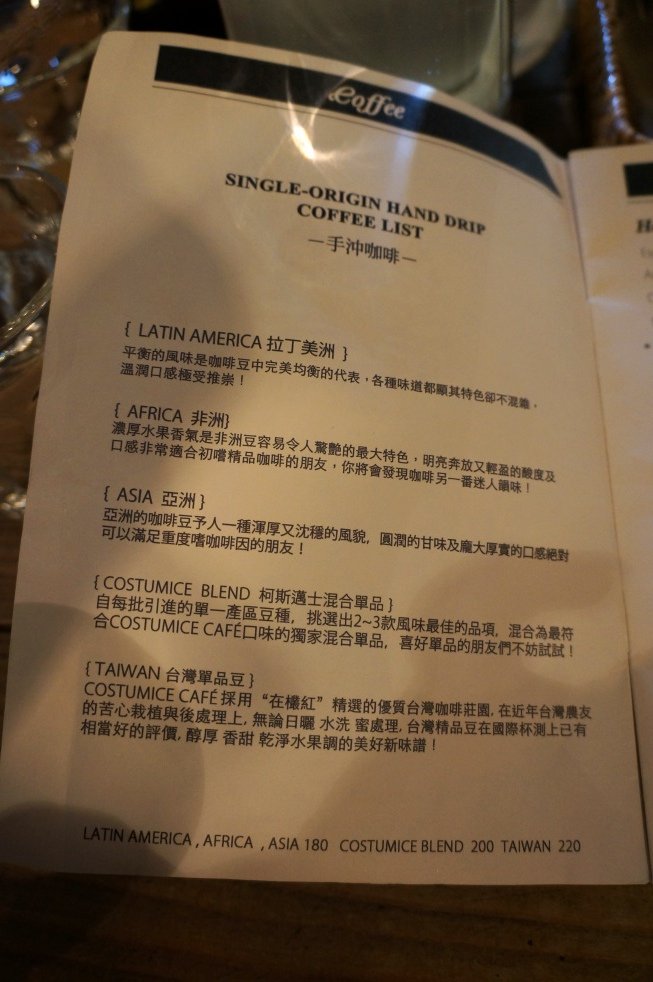 Coffee
SINGLE-ORIGIN HAND DRIP
COFFEE LIST
－手沖咖啡－
{ LATIN AMERICA 拉丁美洲 }
平衡的風味是咖啡豆中完美均衡的代表，各種味道都顯其特色卻不混雜，
溫潤口感極受推崇！
{ AFRICA 非洲}
濃厚水果香氣是非洲豆容易令人驚艷的最大特色，明亮奔放又輕盈的酸度及
口感非常適合初嚐精品咖啡的朋友，你將會發現咖啡另一番迷人韻味！
{ ASIA 亞洲 }
亞洲的咖啡豆予人一種渾厚又沈穩的風貌, 圓潤的甘味及龐大厚實的口感絕對
可以滿足重度嗜咖啡因的朋友！
{ COSTUMICE BLEND 柯斯邁士混合單品 }
自每批引進的單一產區豆種, 挑選出2~3款風味最佳的品項, 混合為最符
合COSTUMICE CAFÉ口味的獨家混合單品, 喜好單品的朋友們不妨試試！
{ TAIWAN 台灣單品豆 }
COSTUMICE CAFÉ 採用 “在欉紅” 精選的優質台灣咖啡莊園, 在近年台灣農友
的苦心栽植與後處理上, 無論日曬 水洗 蜜處理, 台灣精品豆在國際杯測上已有
相當好的評價, 醇厚 香甜 乾淨水果調的美好新味譜！
LATIN AMERICA , AFRICA , ASIA 180 COSTUMICE BLEND 200 TAIWAN 220